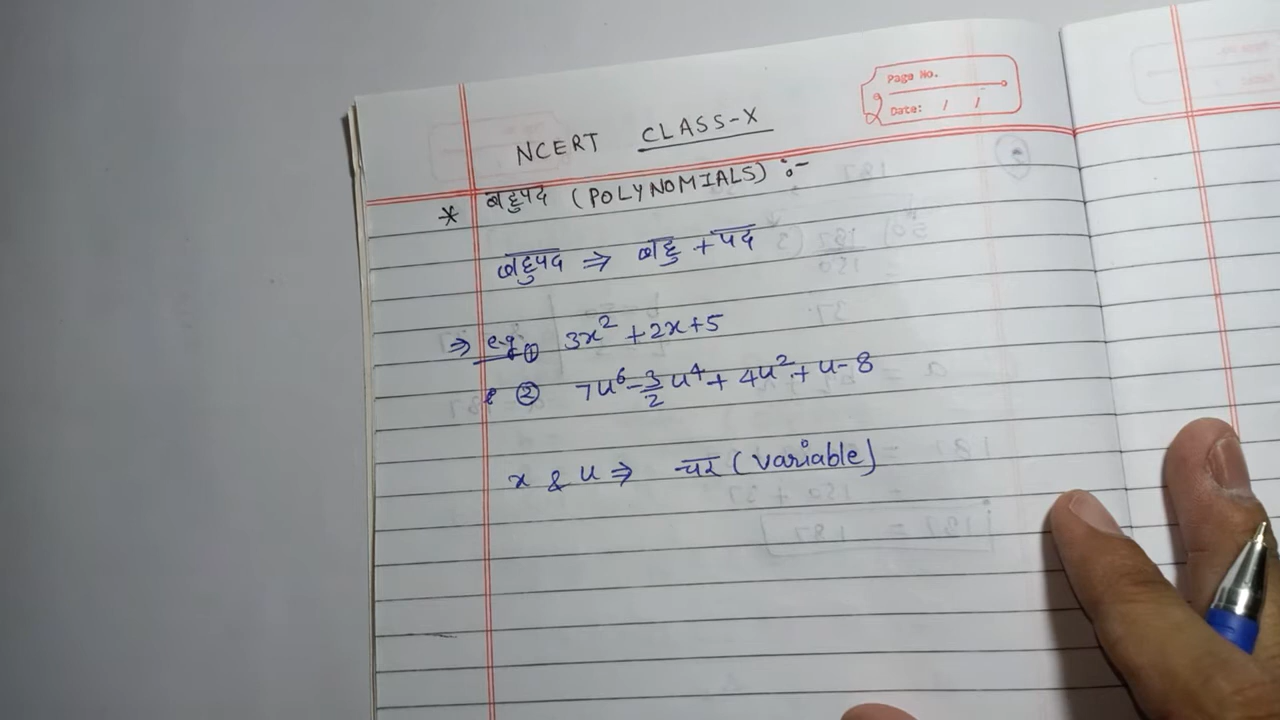 Page No.
Date: / /
NCERT CLASS-X
* बहुपद (POLYNOMIALS) :-
बहुपद ⇒ बहु + पद
⇒ e.g. ① 3x² + 2x + 5
② 7u⁶ - 3/2 u⁴ + 4u² + u - 8
x & u ⇒ चर (variable)